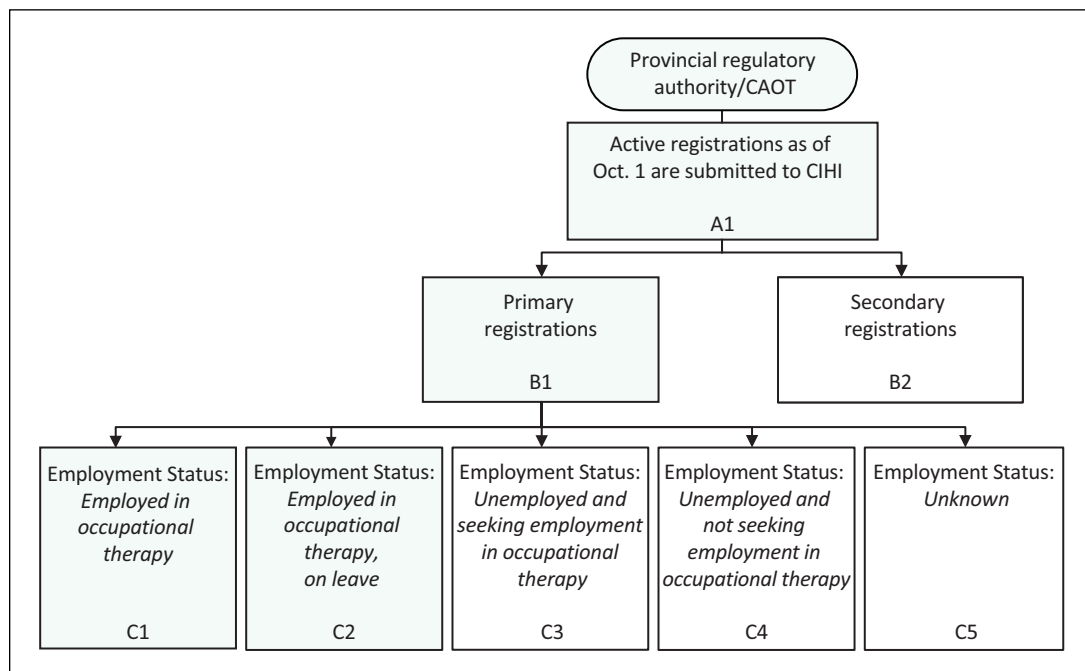 Provincial regulatory
authority/CAOT
Active registrations as of
Oct. 1 are submitted to CIHI
A1
Primary
registrations
B1
Secondary
registrations
B2
Employment Status:
Employed in
occupational
therapy
C1
Employment Status:
Employed in
occupational
therapy,
on leave
C2
Employment Status:
Unemployed and
seeking employment
in occupational
therapy
C3
Employment Status:
Unemployed and
not seeking
employment in
occupational therapy
C4
Employment Status:
Unknown
C5